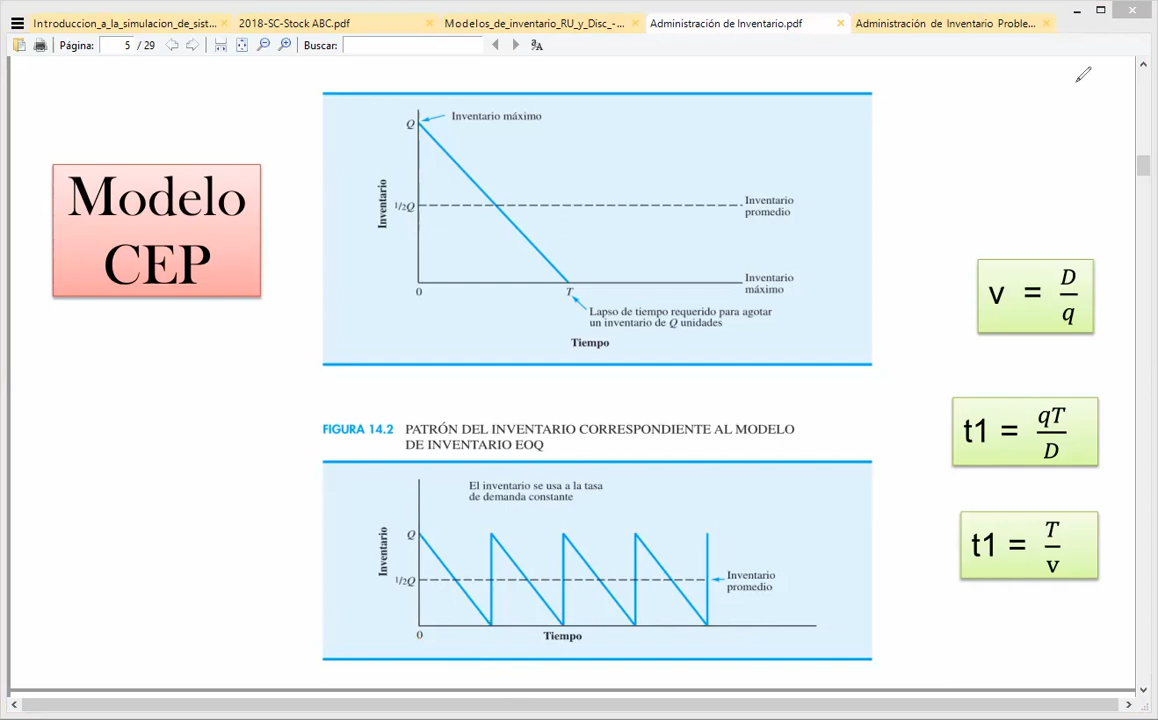 Introduccion_a_la_simulacion_de_sist...
2018-SC-Stock ABC.pdf
Modelos_de_inventario_RU_y_Disc_-...
Administración de Inventario.pdf
Administración de Inventario Proble...
Página:
5 / 29
Buscar:
Modelo
CEP
Q
Inventario máximo
Inventario
1/2Q
Inventario
promedio
0
T
Inventario
máximo
Lapso de tiempo requerido para agotar
un inventario de Q unidades
Tiempo
v = D/q
t1 = qT/D
t1 = T/v
FIGURA 14.2 PATRÓN DEL INVENTARIO CORRESPONDIENTE AL MODELO
DE INVENTARIO EOQ
El inventario se usa a la tasa
de demanda constante
Q
Inventario
1/2Q
Inventario
promedio
0
Tiempo